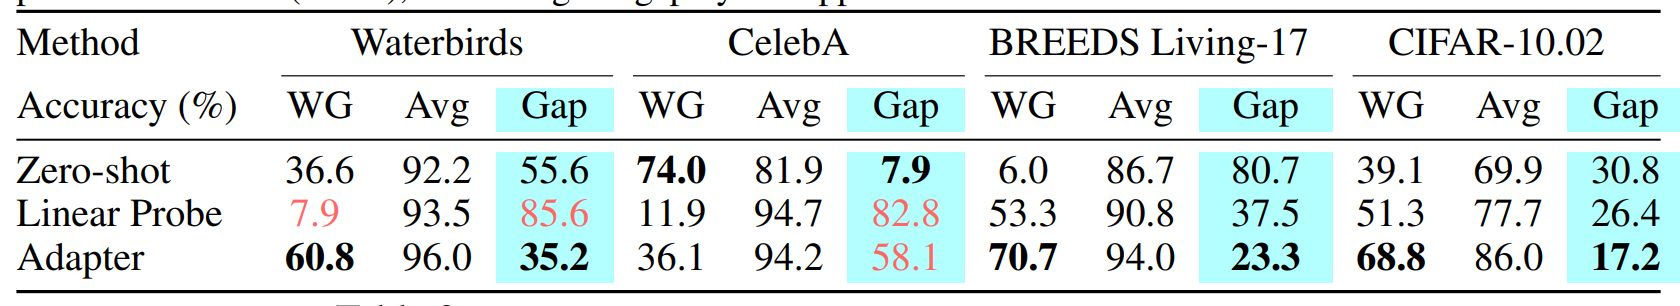 Method Waterbirds CelebA BREEDS Living-17 CIFAR-10.02
Accuracy (%) WG Avg Gap WG Avg Gap WG Avg Gap WG Avg Gap
Zero-shot 36.6 92.2 55.6 74.0 81.9 7.9 6.0 86.7 80.7 39.1 69.9 30.8
Linear Probe 7.9 93.5 85.6 11.9 94.7 82.8 53.3 90.8 37.5 51.3 77.7 26.4
Adapter 60.8 96.0 35.2 36.1 94.2 58.1 70.7 94.0 23.3 68.8 86.0 17.2